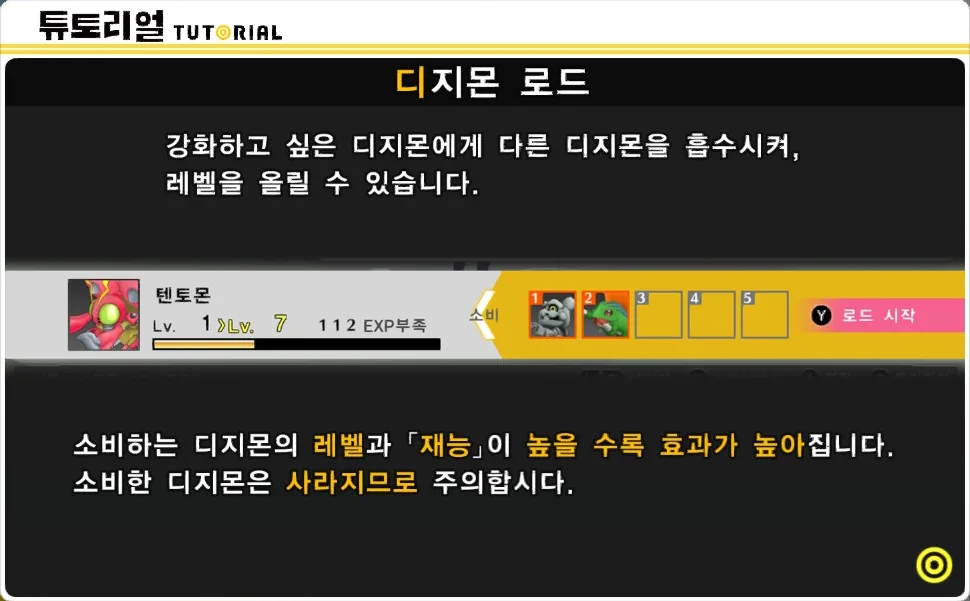 튜토리얼 TUTORIAL
디지몬 로드
강화하고 싶은 디지몬에게 다른 디지몬을 흡수시켜,
레벨을 올릴 수 있습니다.
텐토몬
Lv. 1 》Lv. 7 112 EXP부족
소비
1 2 3 4 5
Y 로드 시작
소비하는 디지몬의 레벨과 「재능」이 높을 수록 효과가 높아집니다.
소비한 디지몬은 사라지므로 주의합시다.